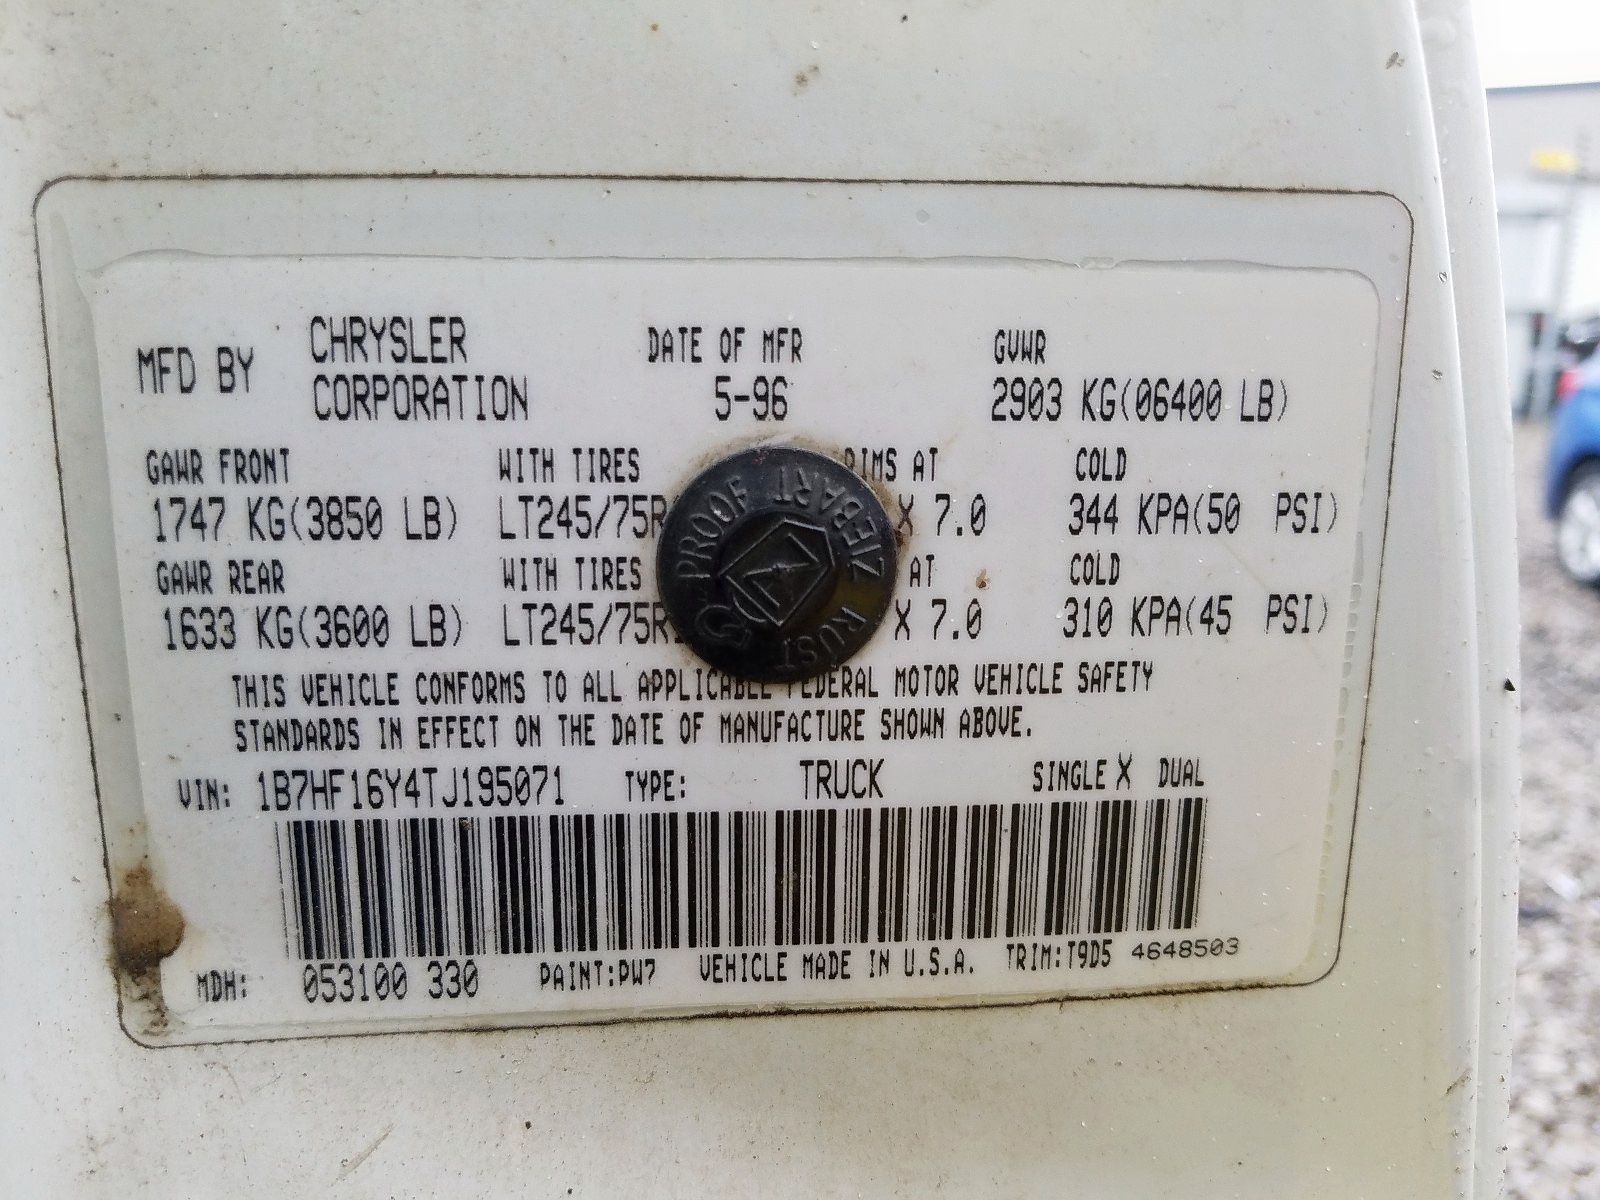 MFD BY CHRYSLER CORPORATION
DATE OF MFR
5-96
GVWR
2903 KG(06400 LB)
GAWR FRONT WITH TIRES RIMS AT COLD
1747 KG(3850 LB) LT245/75R X 7.0 344 KPA(50 PSI)
GAWR REAR WITH TIRES AT COLD
1633 KG(3600 LB) LT245/75R X 7.0 310 KPA(45 PSI)
ZIEBART RUST-PROOF
THIS VEHICLE CONFORMS TO ALL APPLICABLE FEDERAL MOTOR VEHICLE SAFETY
STANDARDS IN EFFECT ON THE DATE OF MANUFACTURE SHOWN ABOVE.
VIN: 1B7HF16Y4TJ195071 TYPE: TRUCK SINGLE X DUAL
MDH: 053100 330 PAINT:PW7 VEHICLE MADE IN U.S.A. TRIM:T9D5 4648503